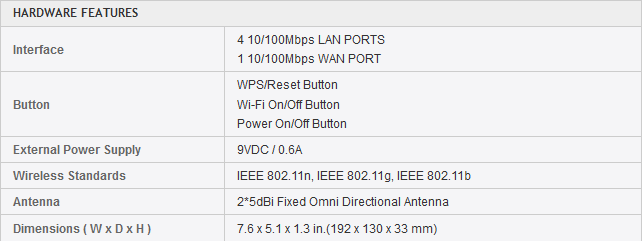 HARDWARE FEATURES
Interface
4 10/100Mbps LAN PORTS
1 10/100Mbps WAN PORT
Button
WPS/Reset Button
Wi-Fi On/Off Button
Power On/Off Button
External Power Supply
9VDC / 0.6A
Wireless Standards
IEEE 802.11n, IEEE 802.11g, IEEE 802.11b
Antenna
2*5dBi Fixed Omni Directional Antenna
Dimensions ( W x D x H )
7.6 x 5.1 x 1.3 in.(192 x 130 x 33 mm)